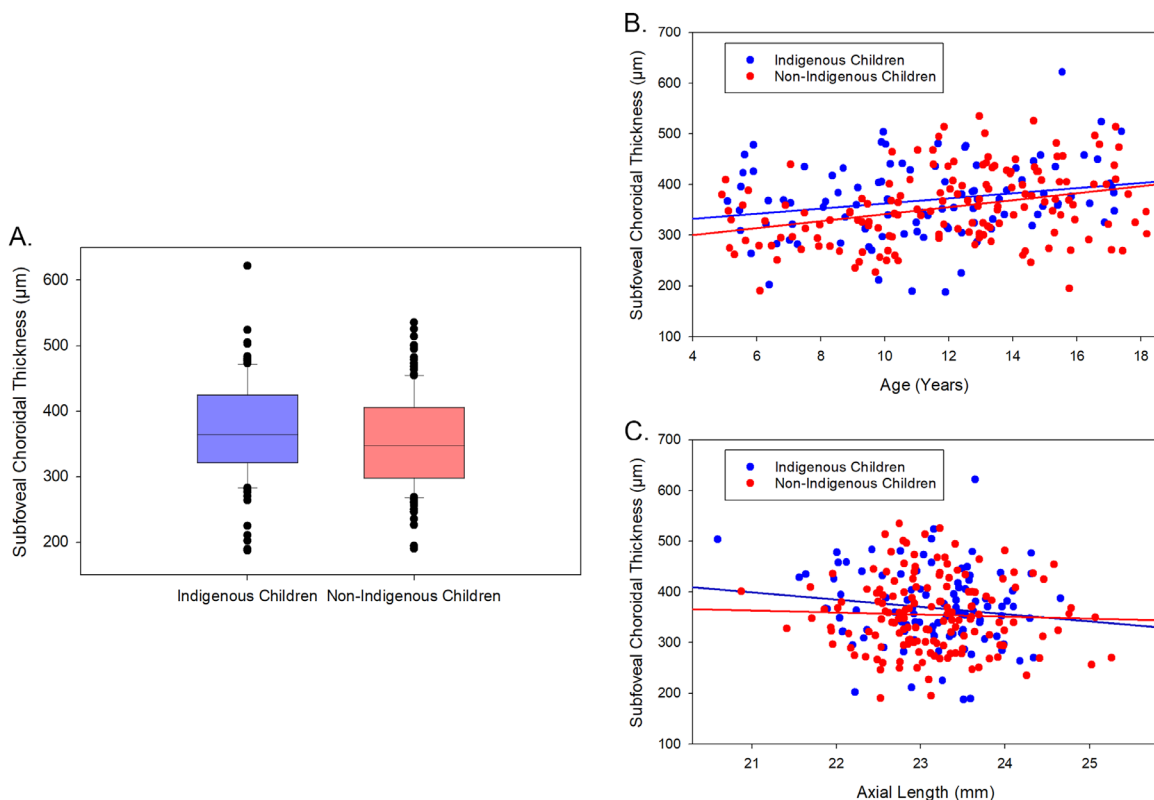 A.
Subfoveal Choroidal Thickness (µm)
600
500
400
300
200
Indigenous Children Non-Indigenous Children
B.
Subfoveal Choroidal Thickness (µm)
700
600
500
400
300
200
100
Indigenous Children
Non-Indigenous Children
4 6 8 10 12 14 16 18
Age (Years)
C.
Subfoveal Choroidal Thickness (µm)
700
600
500
400
300
200
100
Indigenous Children
Non-Indigenous Children
21 22 23 24 25
Axial Length (mm)